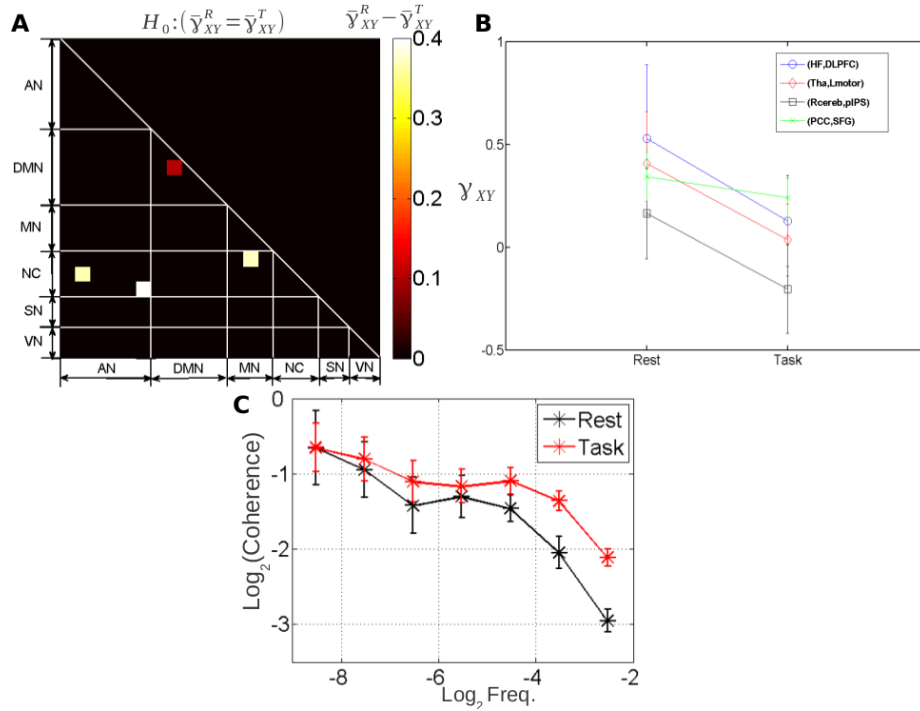 A
H₀:(γ̄ᴿ_XY = γ̄ᵀ_XY)
γ̄ᴿ_XY − γ̄ᵀ_XY
AN
DMN
MN
NC
SN
VN
AN DMN MN NC SN VN
0.4
0.3
0.2
0.1
0
B
γ_XY
1
0.5
0
-0.5
Rest Task
(HF,DLPFC)
(Tha,Lmotor)
(Rcereb,pIPS)
(PCC,SFG)
C
Log₂(Coherence)
0
-1
-2
-3
-8 -6 -4 -2
Log₂ Freq.
Rest
Task